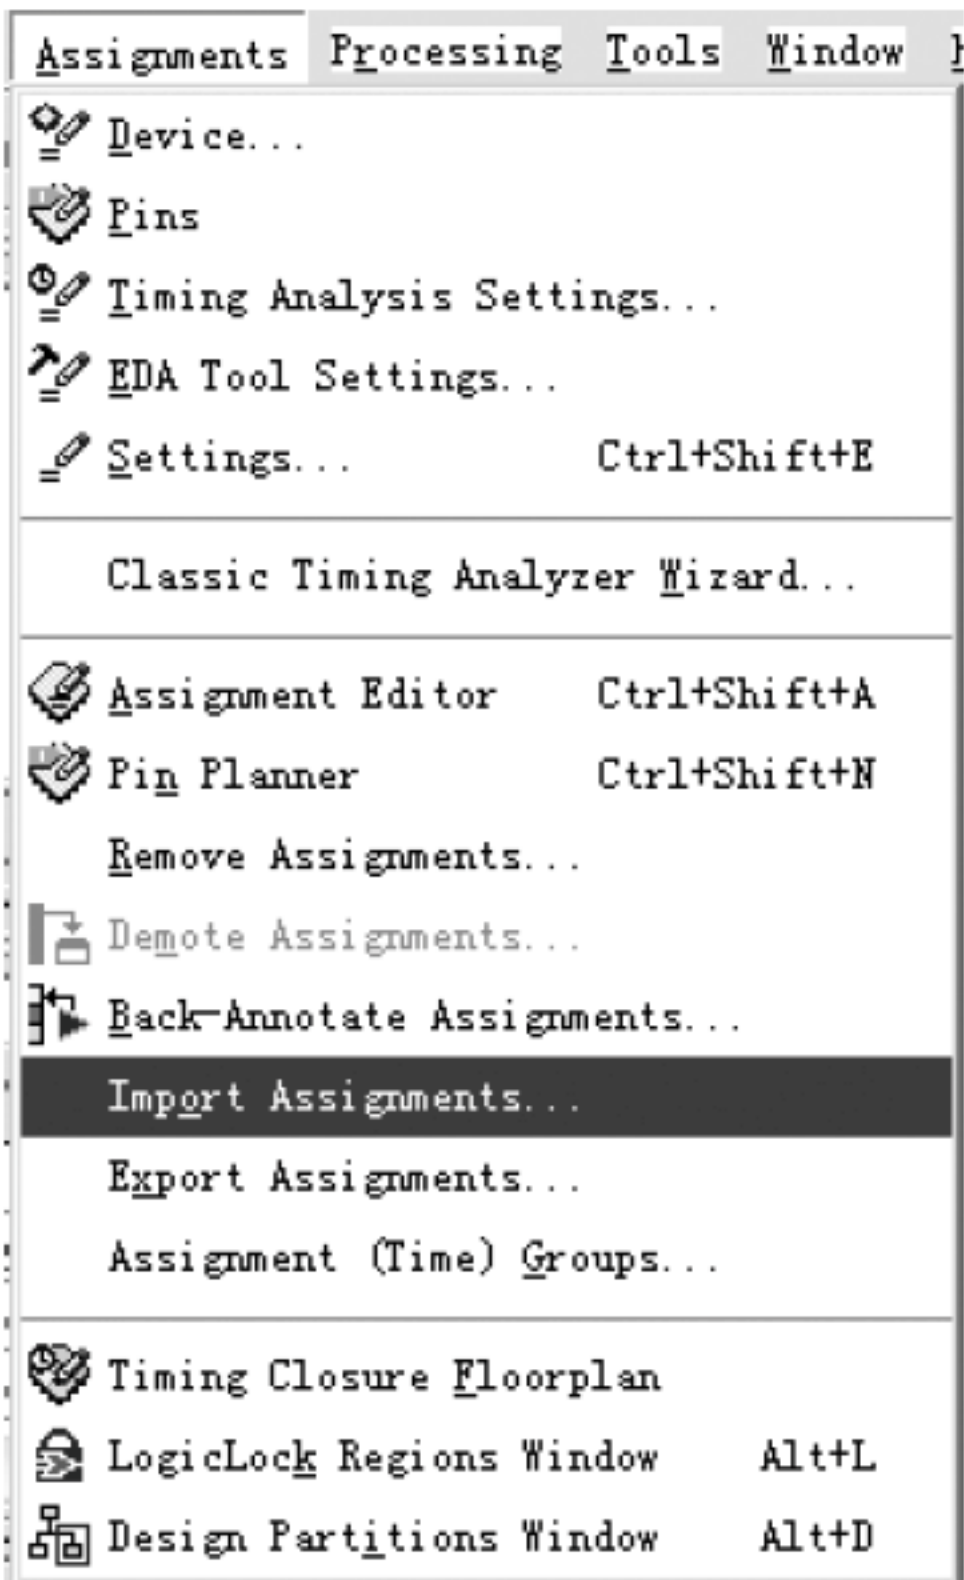 Assignments Processing Tools Window
Device...
Pins
Timing Analysis Settings...
EDA Tool Settings...
Settings... Ctrl+Shift+E
Classic Timing Analyzer Wizard...
Assignment Editor Ctrl+Shift+A
Pin Planner Ctrl+Shift+N
Remove Assignments...
Demote Assignments...
Back-Annotate Assignments...
Import Assignments...
Export Assignments...
Assignment (Time) Groups...
Timing Closure Floorplan
LogicLock Regions Window Alt+L
Design Partitions Window Alt+D